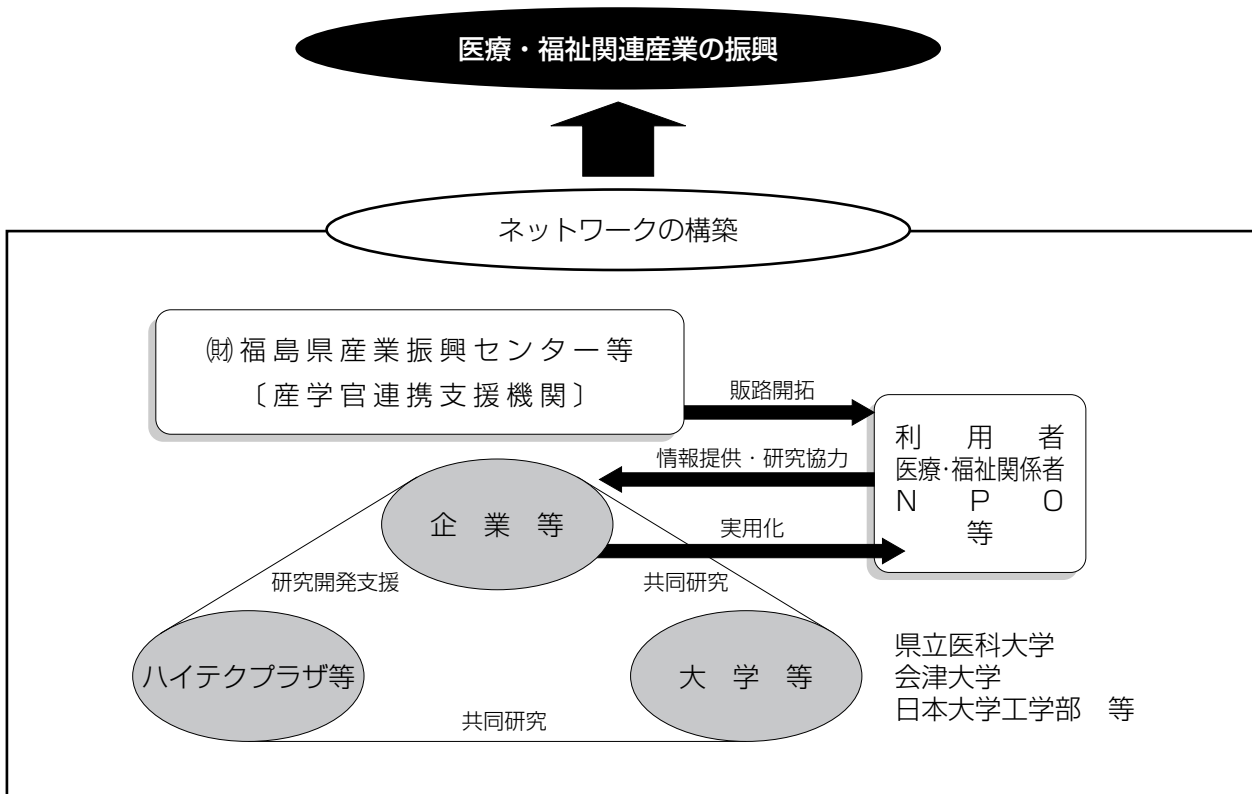 医療・福祉関連産業の振興
ネットワークの構築
㈶福島県産業振興センター等
〔産学官連携支援機関〕
販路開拓
利用者
医療・福祉関係者
NPO
等
情報提供・研究協力
企業等
実用化
研究開発支援
共同研究
ハイテクプラザ等
大学等
共同研究
県立医科大学
会津大学
日本大学工学部　等